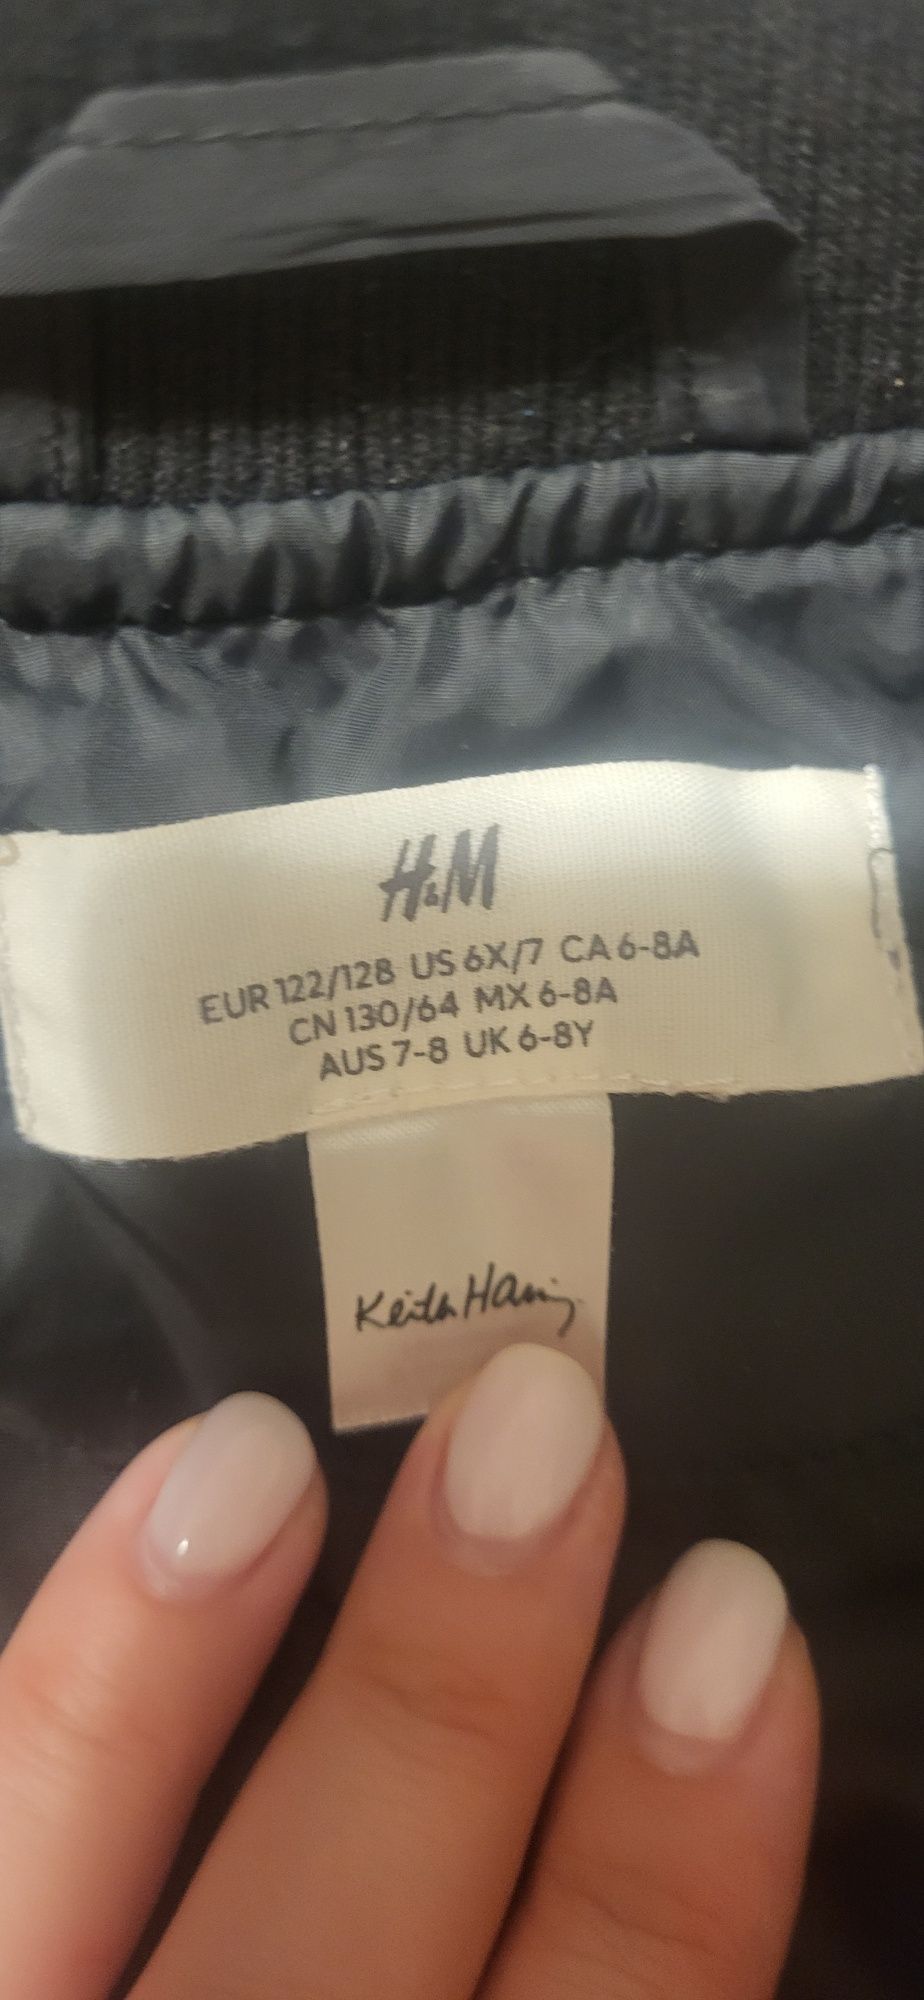 H&M
EUR 122/128 US 6X/7 CA 6-8A
CN 130/64 MX 6-8A
AUS 7-8 UK 6-8Y
Keith Haring